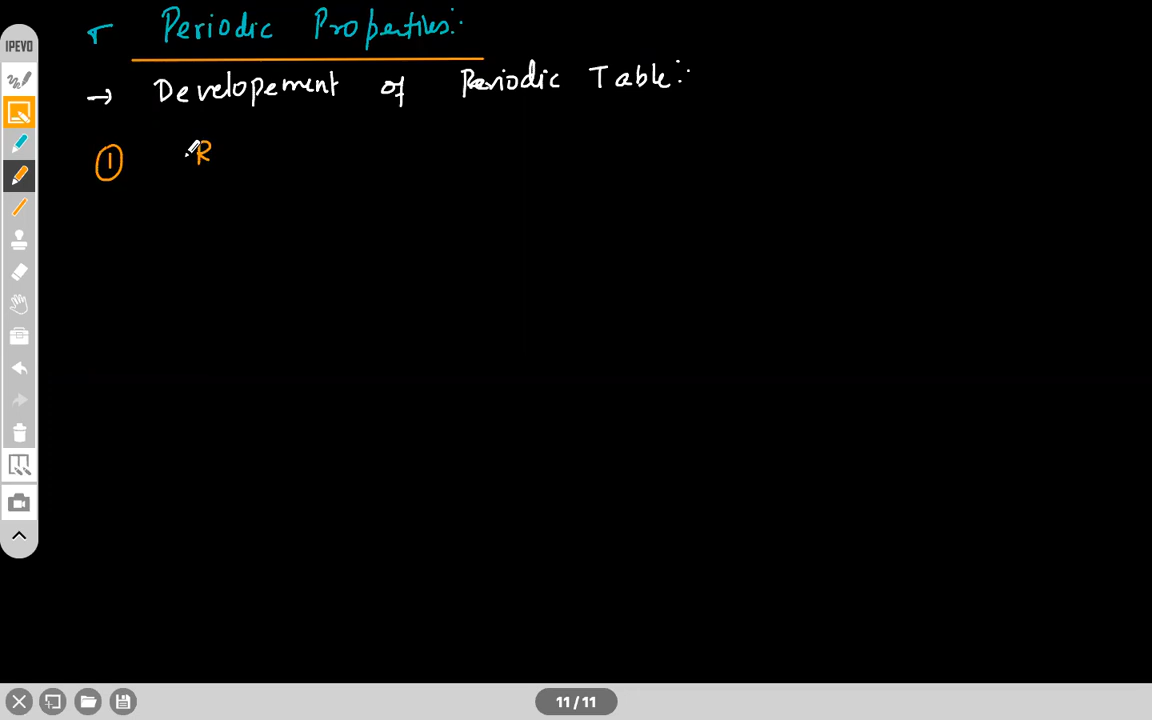 Periodic Properties:
IPEVO
→ Developement of Periodic Table:
① R
11/11